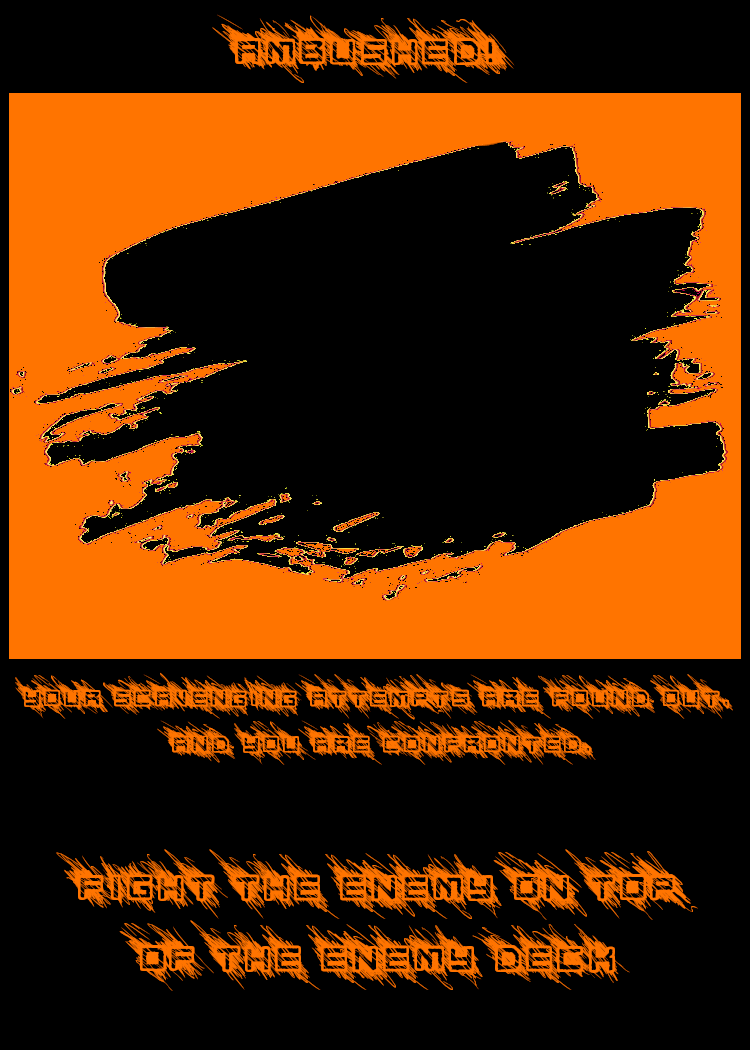 AMBUSHED!
YOUR SCAVENGING ATTEMPTS ARE FOUND OUT,
AND YOU ARE CONFRONTED.
FIGHT THE ENEMY ON TOP
OF THE ENEMY DECK